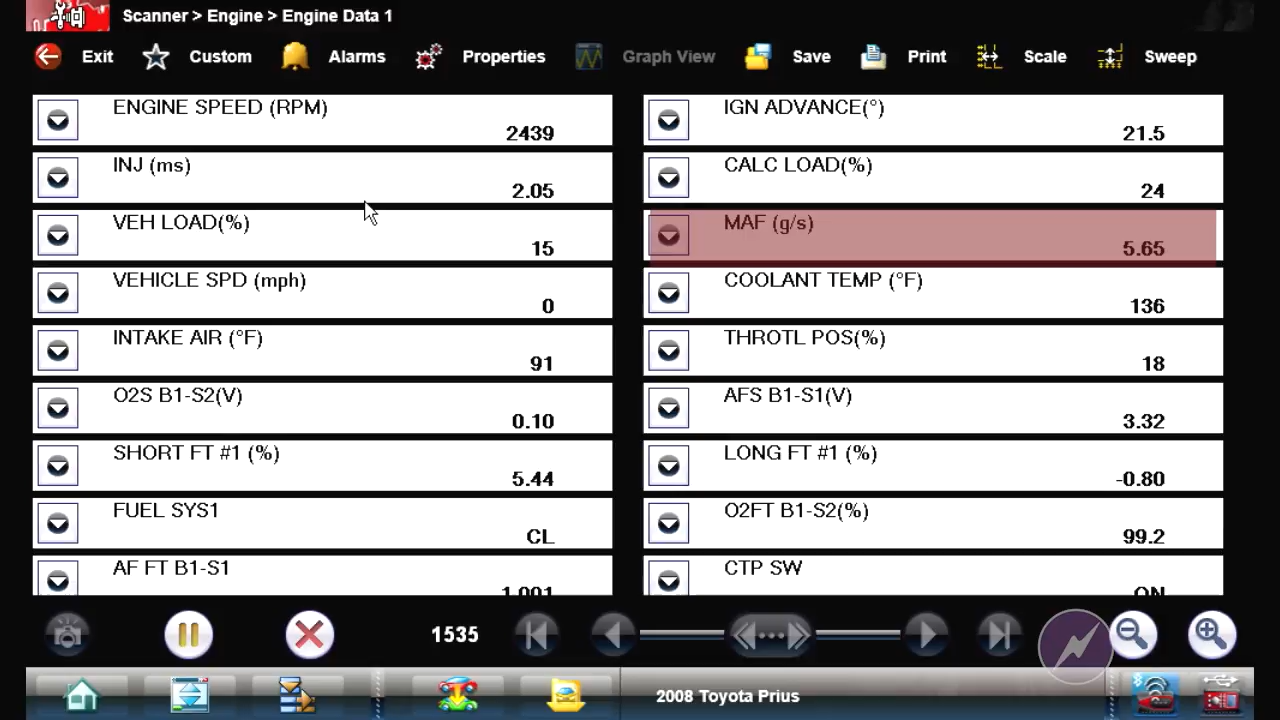 Scanner > Engine > Engine Data 1
Exit
Custom
Alarms
Properties
Graph View
Save
Print
Scale
Sweep
ENGINE SPEED (RPM)
2439
IGN ADVANCE(°)
21.5
INJ (ms)
2.05
CALC LOAD(%)
24
VEH LOAD(%)
15
MAF (g/s)
5.65
VEHICLE SPD (mph)
0
COOLANT TEMP (°F)
136
INTAKE AIR (°F)
91
THROTL POS(%)
18
O2S B1-S2(V)
0.10
AFS B1-S1(V)
3.32
SHORT FT #1 (%)
5.44
LONG FT #1 (%)
-0.80
FUEL SYS1
CL
O2FT B1-S2(%)
99.2
AF FT B1-S1
1.001
CTP SW
ON
1535
2008 Toyota Prius